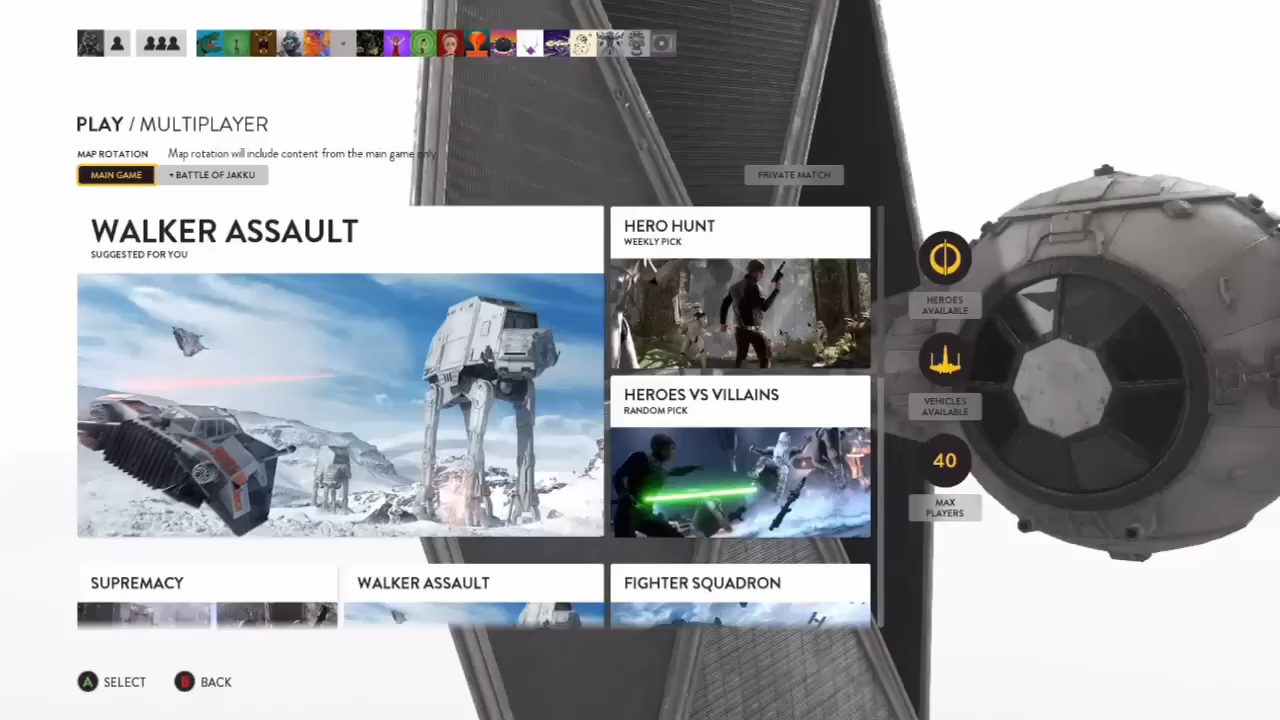 PLAY / MULTIPLAYER
MAP ROTATION Map rotation will include content from the main game only
MAIN GAME
+ BATTLE OF JAKKU
PRIVATE MATCH
WALKER ASSAULT
SUGGESTED FOR YOU
HERO HUNT
WEEKLY PICK
HEROES VS VILLAINS
RANDOM PICK
HEROES
AVAILABLE
VEHICLES
AVAILABLE
40
MAX
PLAYERS
SUPREMACY
WALKER ASSAULT
FIGHTER SQUADRON
A SELECT
B BACK